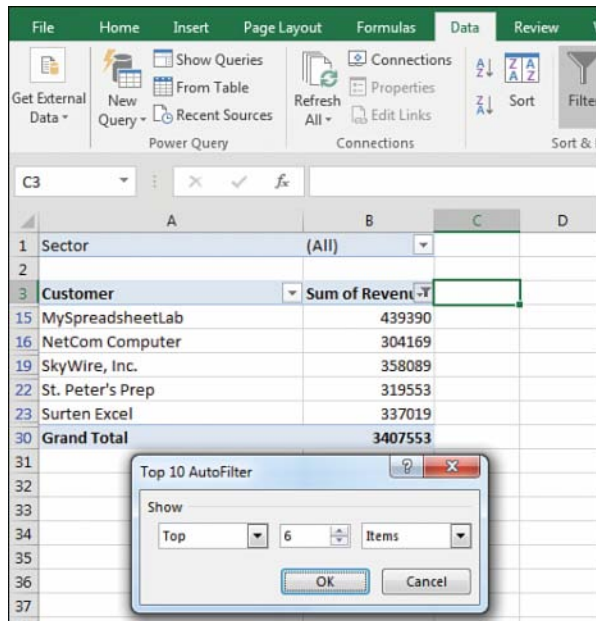 File Home Insert Page Layout Formulas Data Review
Get External Data
New Query
Show Queries
From Table
Recent Sources
Power Query
Refresh All
Connections
Properties
Edit Links
Connections
Sort
Sort &
C3 fx
A B C D
1 Sector (All)
2
3 Customer Sum of Revenu
15 MySpreadsheetLab 439390
16 NetCom Computer 304169
19 SkyWire, Inc. 358089
22 St. Peter's Prep 319553
23 Surten Excel 337019
30 Grand Total 3407553
31
32
33
34
35
36
37
Top 10 AutoFilter
Show
Top 6 Items
OK Cancel